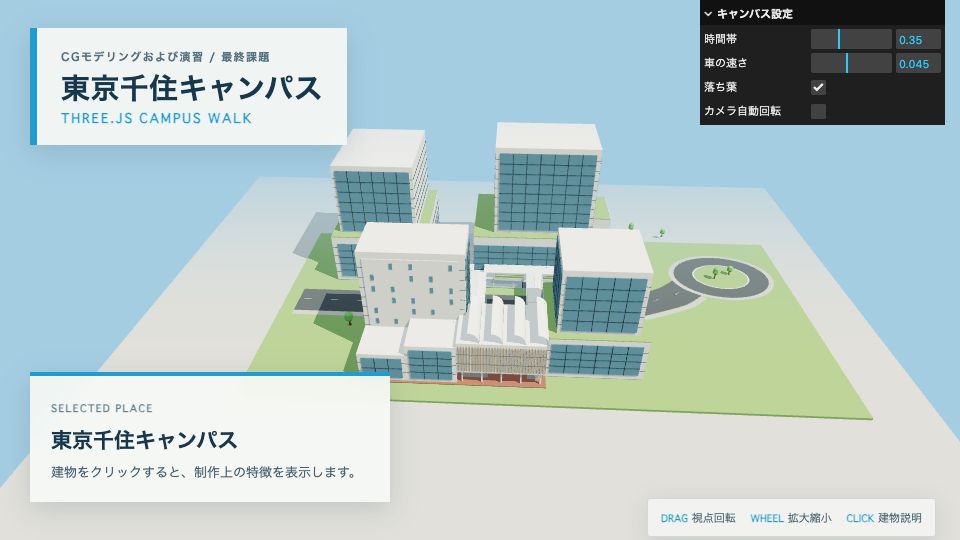 CGモデリングおよび演習 / 最終課題
東京千住キャンパス
THREE.JS CAMPUS WALK
キャンバス設定
時間帯 0.35
車の速さ 0.045
落ち葉
カメラ自動回転
SELECTED PLACE
東京千住キャンパス
建物をクリックすると、制作上の特徴を表示します。
DRAG 視点回転 WHEEL 拡大縮小 CLICK 建物説明